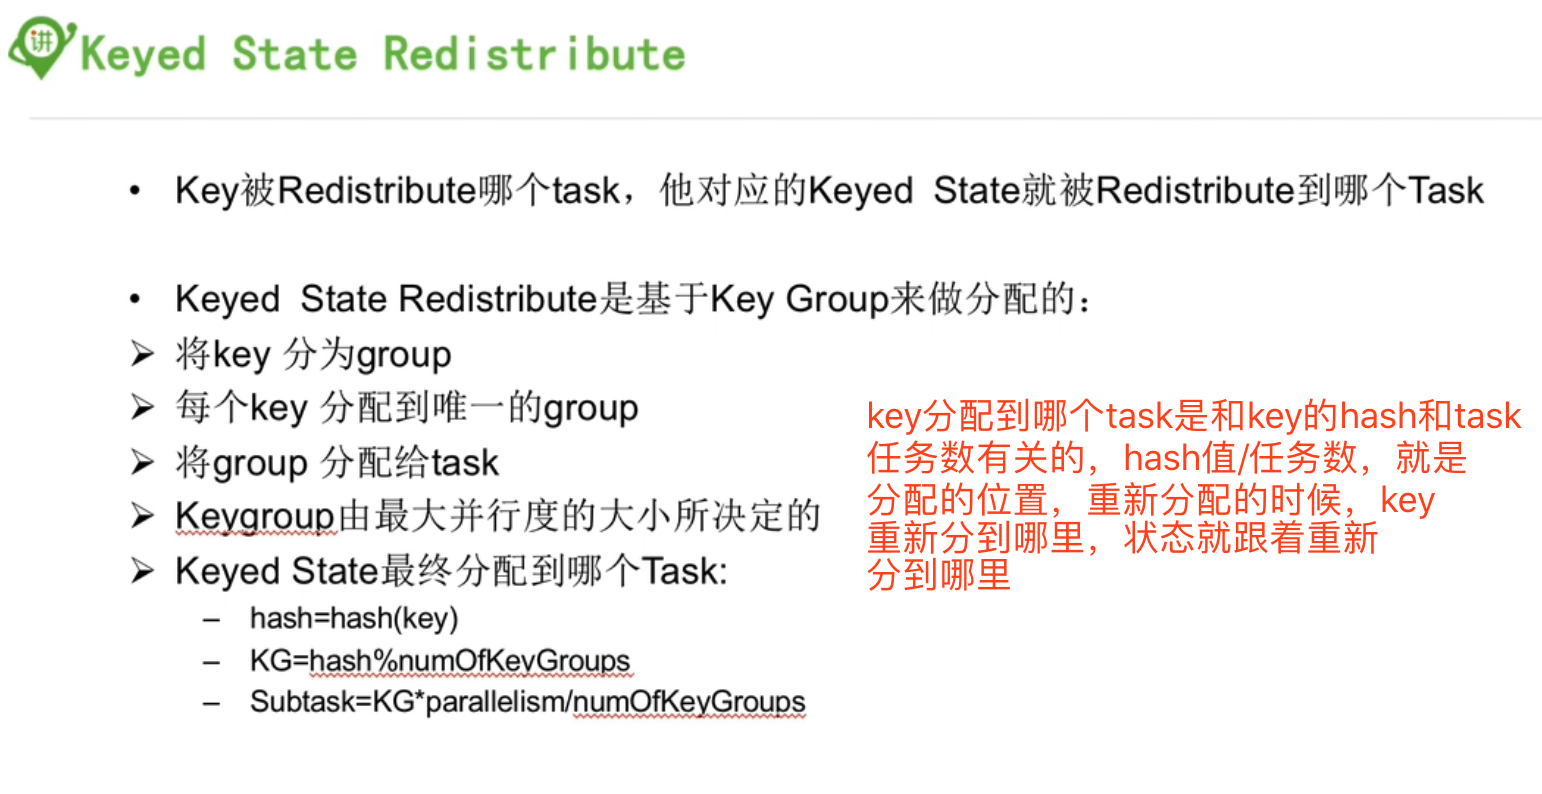 讲
Keyed State Redistribute
• Key被Redistribute哪个task，他对应的Keyed State就被Redistribute到哪个Task
• Keyed State Redistribute是基于Key Group来做分配的：
➢ 将key 分为group
➢ 每个key 分配到唯一的group
➢ 将group 分配给task
➢ Keygroup由最大并行度的大小所决定的
➢ Keyed State最终分配到哪个Task:
– hash=hash(key)
– KG=hash%numOfKeyGroups
– Subtask=KG*parallelism/numOfKeyGroups
key分配到哪个task是和key的hash和task
任务数有关的，hash值/任务数，就是
分配的位置，重新分配的时候，key
重新分到哪里，状态就跟着重新
分到哪里